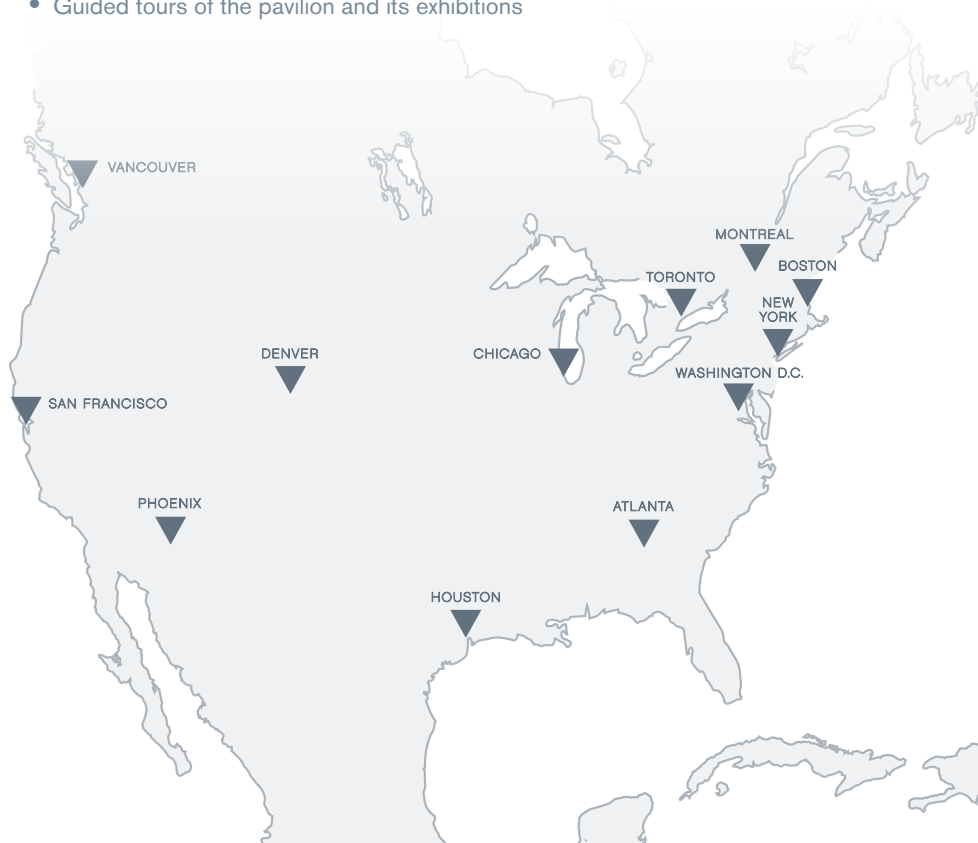 • Guided tours of the pavilion and its exhibitions
VANCOUVER
MONTREAL
BOSTON
TORONTO
NEW
YORK
DENVER
CHICAGO
WASHINGTON D.C.
SAN FRANCISCO
PHOENIX
ATLANTA
HOUSTON